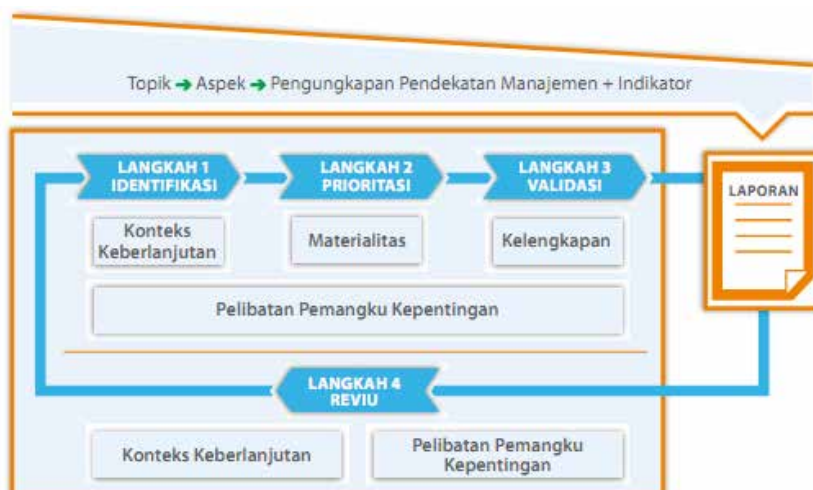 Topik ➔ Aspek ➔ Pengungkapan Pendekatan Manajemen + Indikator
LANGKAH 1
IDENTIFIKASI
LANGKAH 2
PRIORITASI
LANGKAH 3
VALIDASI
LAPORAN
Konteks
Keberlanjutan
Materialitas
Kelengkapan
Pelibatan Pemangku Kepentingan
LANGKAH 4
REVIU
Konteks Keberlanjutan
Pelibatan Pemangku
Kepentingan